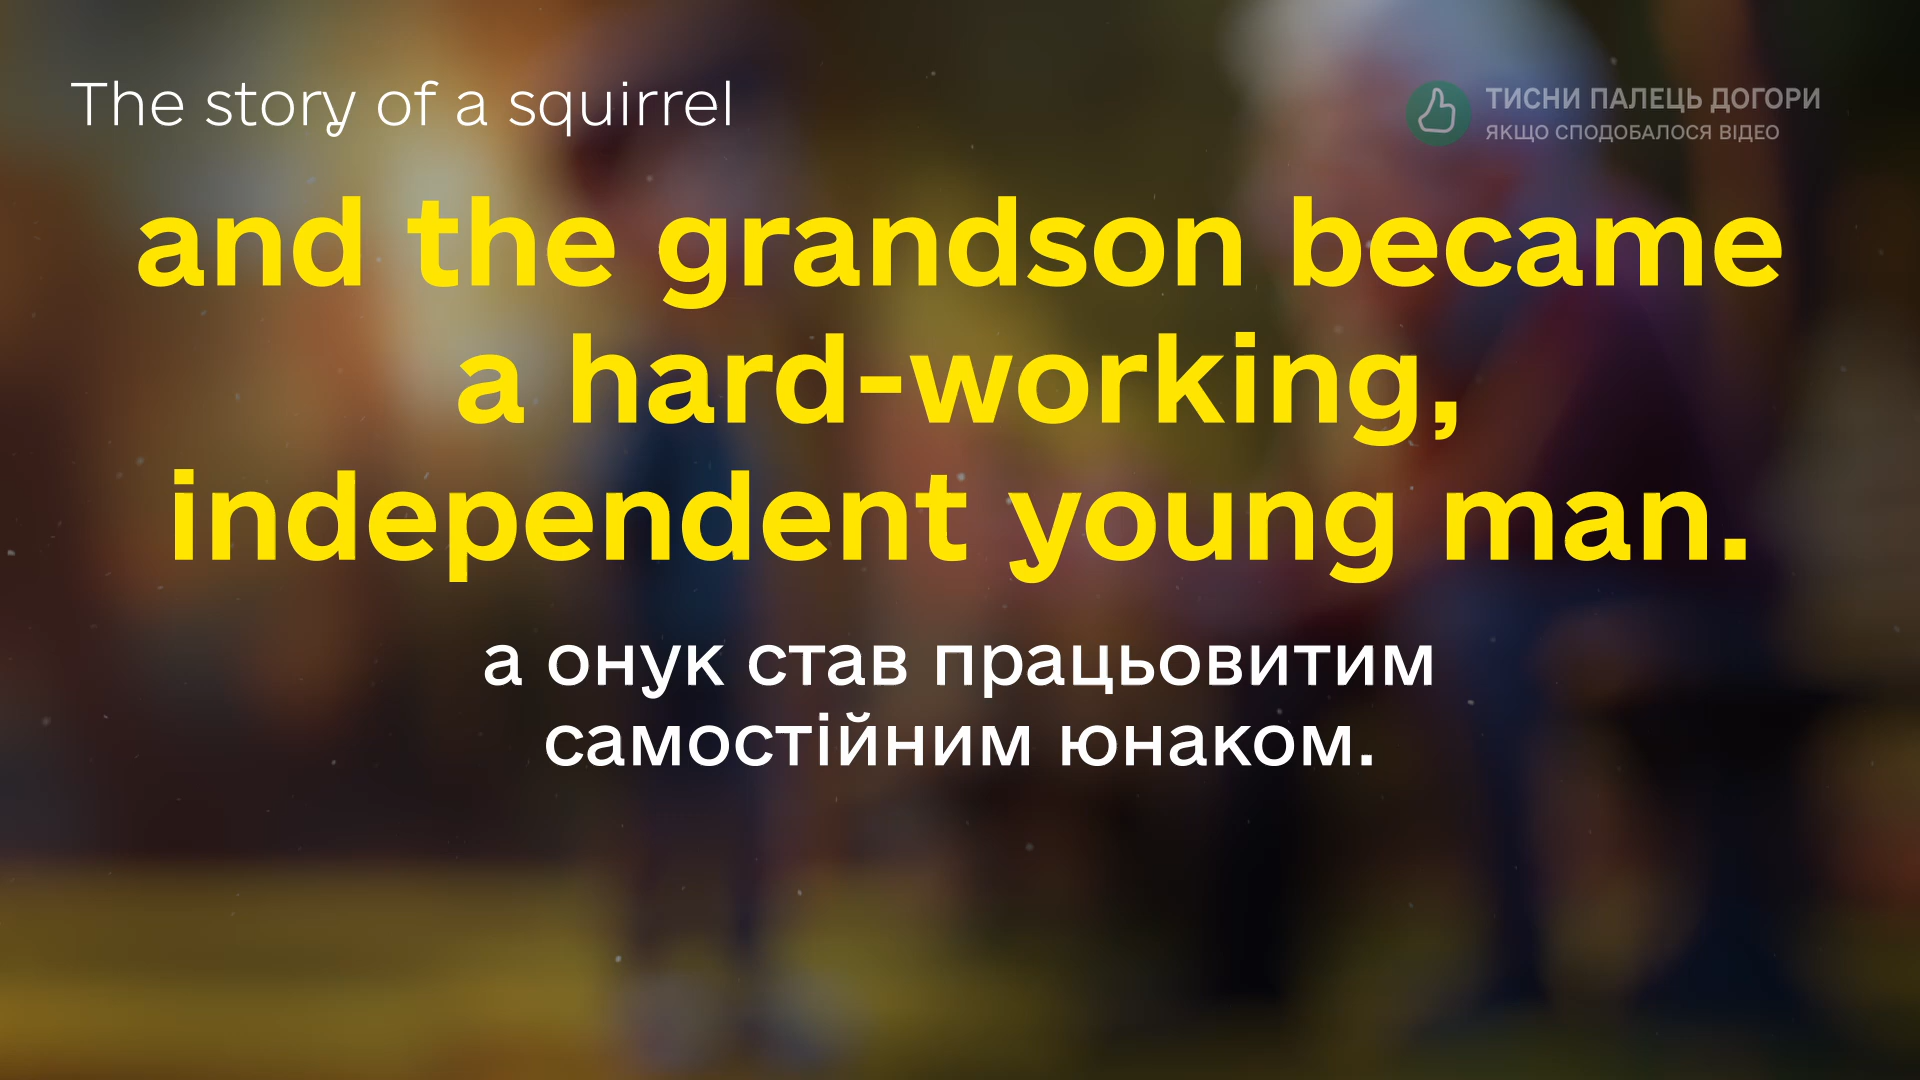 The story of a squirrel
ТИСНИ ПАЛЕЦЬ ДОГОРИ
ЯКЩО СПОДОБАЛОСЯ ВІДЕО
and the grandson became
a hard-working,
independent young man.
а онук став працьовитим
самостійним юнаком.